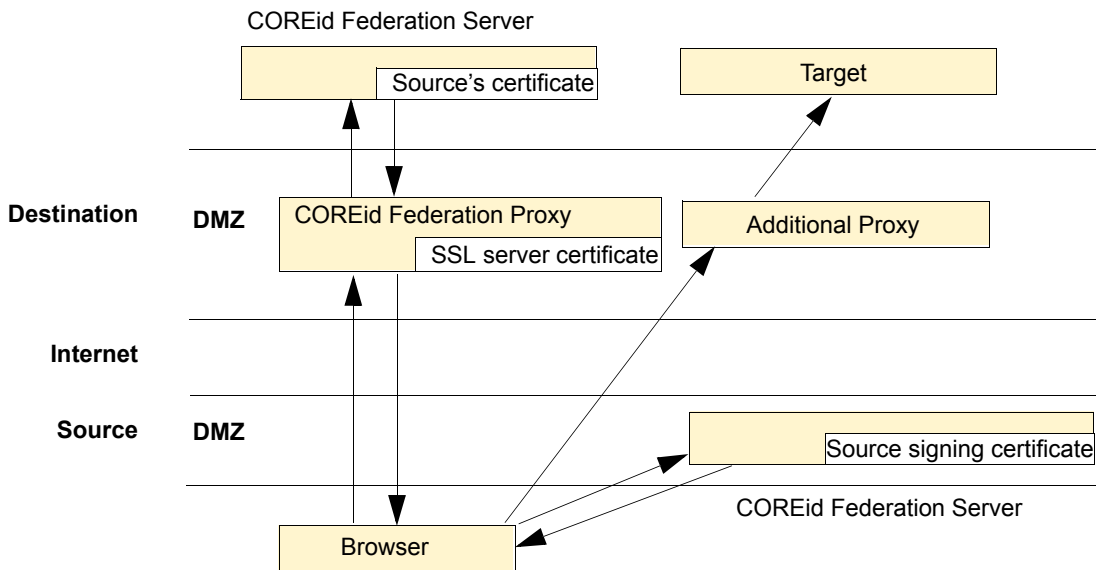 COREid Federation Server
Source's certificate
Target
Destination
DMZ
COREid Federation Proxy
SSL server certificate
Additional Proxy
Internet
Source
DMZ
Source signing certificate
COREid Federation Server
Browser